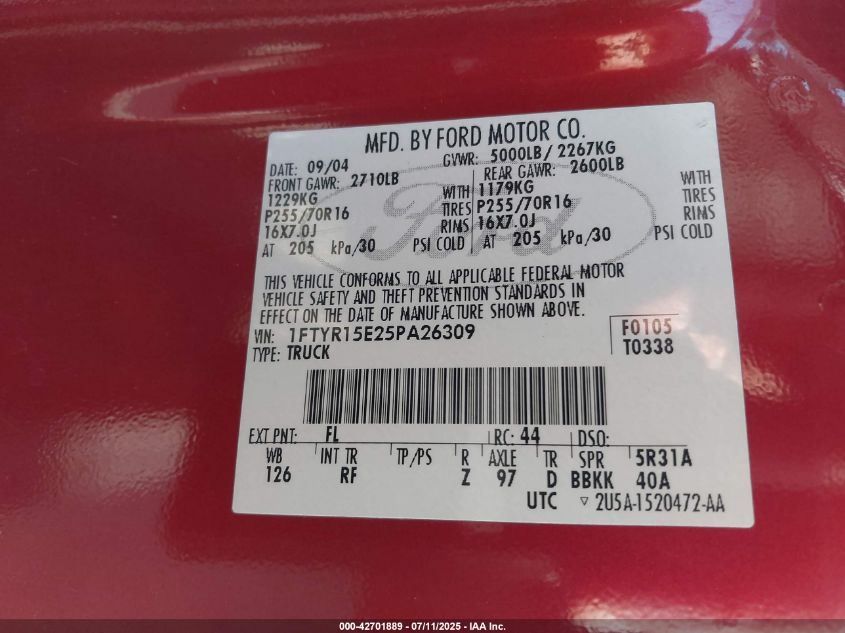 MFD. BY FORD MOTOR CO.
DATE: 09/04 GVWR: 5000LB/ 2267KG
FRONT GAWR: 2710LB REAR GAWR: 2600LB
1229KG WITH 1179KG WITH
P255/70R16 TIRES P255/70R16 TIRES
16X7.0J RIMS 16X7.0J RIMS
AT 205 kPa/30 PSI COLD AT 205 kPa/30 PSI COLD
Ford
THIS VEHICLE CONFORMS TO ALL APPLICABLE FEDERAL MOTOR
VEHICLE SAFETY AND THEFT PREVENTION STANDARDS IN
EFFECT ON THE DATE OF MANUFACTURE SHOWN ABOVE.
VIN: 1FTYR15E25PA26309 F0105
TYPE: TRUCK T0338
EXT PNT: FL RC: 44 DSO:
WB INT TR TP/PS R AXLE TR SPR 5R31A
126 RF Z 97 D BBKK 40A
UTC ▿ 2U5A-1520472-AA
000-42701889 - 07/11/2025 - IAA Inc.